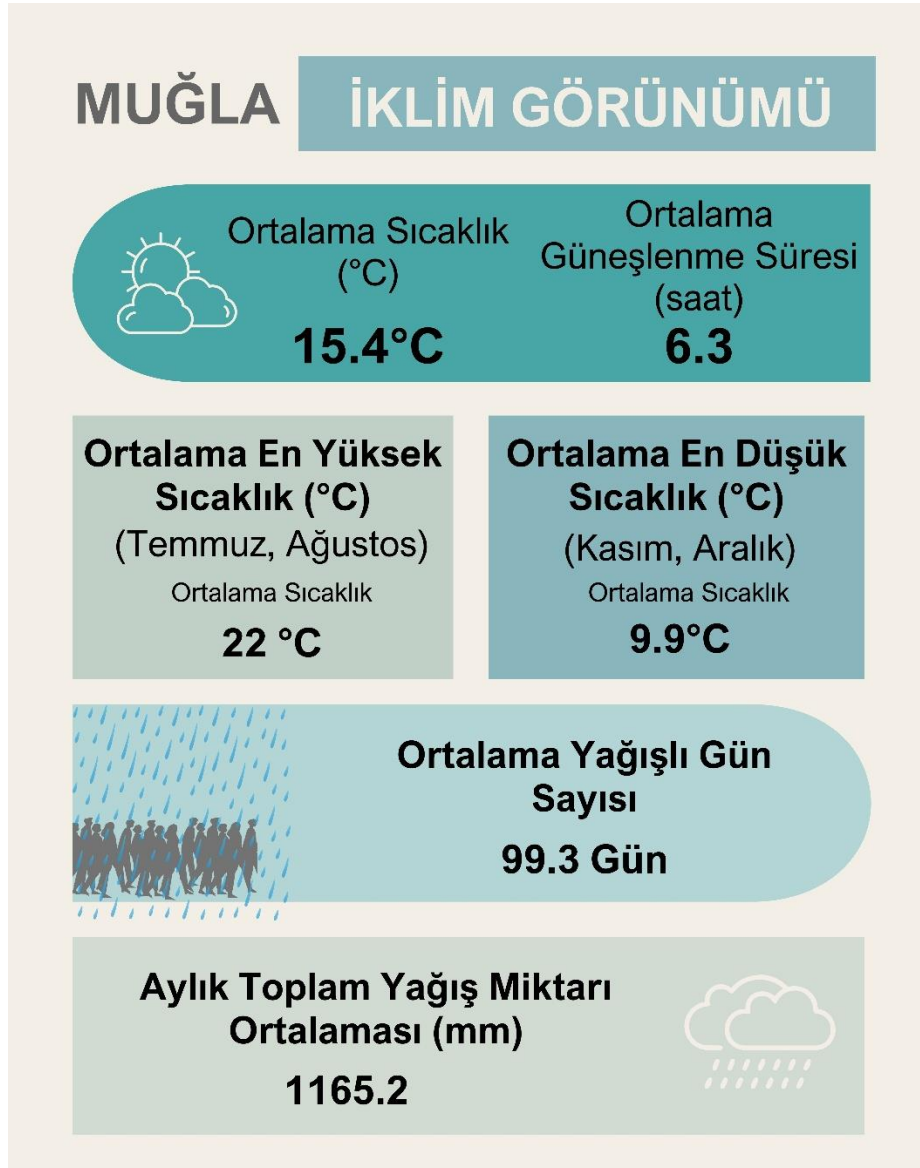 MUĞLA İKLİM GÖRÜNÜMÜ
Ortalama Sıcaklık
(°C)
15.4°C
Ortalama
Güneşlenme Süresi
(saat)
6.3
Ortalama En Yüksek
Sıcaklık (°C)
(Temmuz, Ağustos)
Ortalama Sıcaklık
22 °C
Ortalama En Düşük
Sıcaklık (°C)
(Kasım, Aralık)
Ortalama Sıcaklık
9.9°C
Ortalama Yağışlı Gün
Sayısı
99.3 Gün
Aylık Toplam Yağış Miktarı
Ortalaması (mm)
1165.2